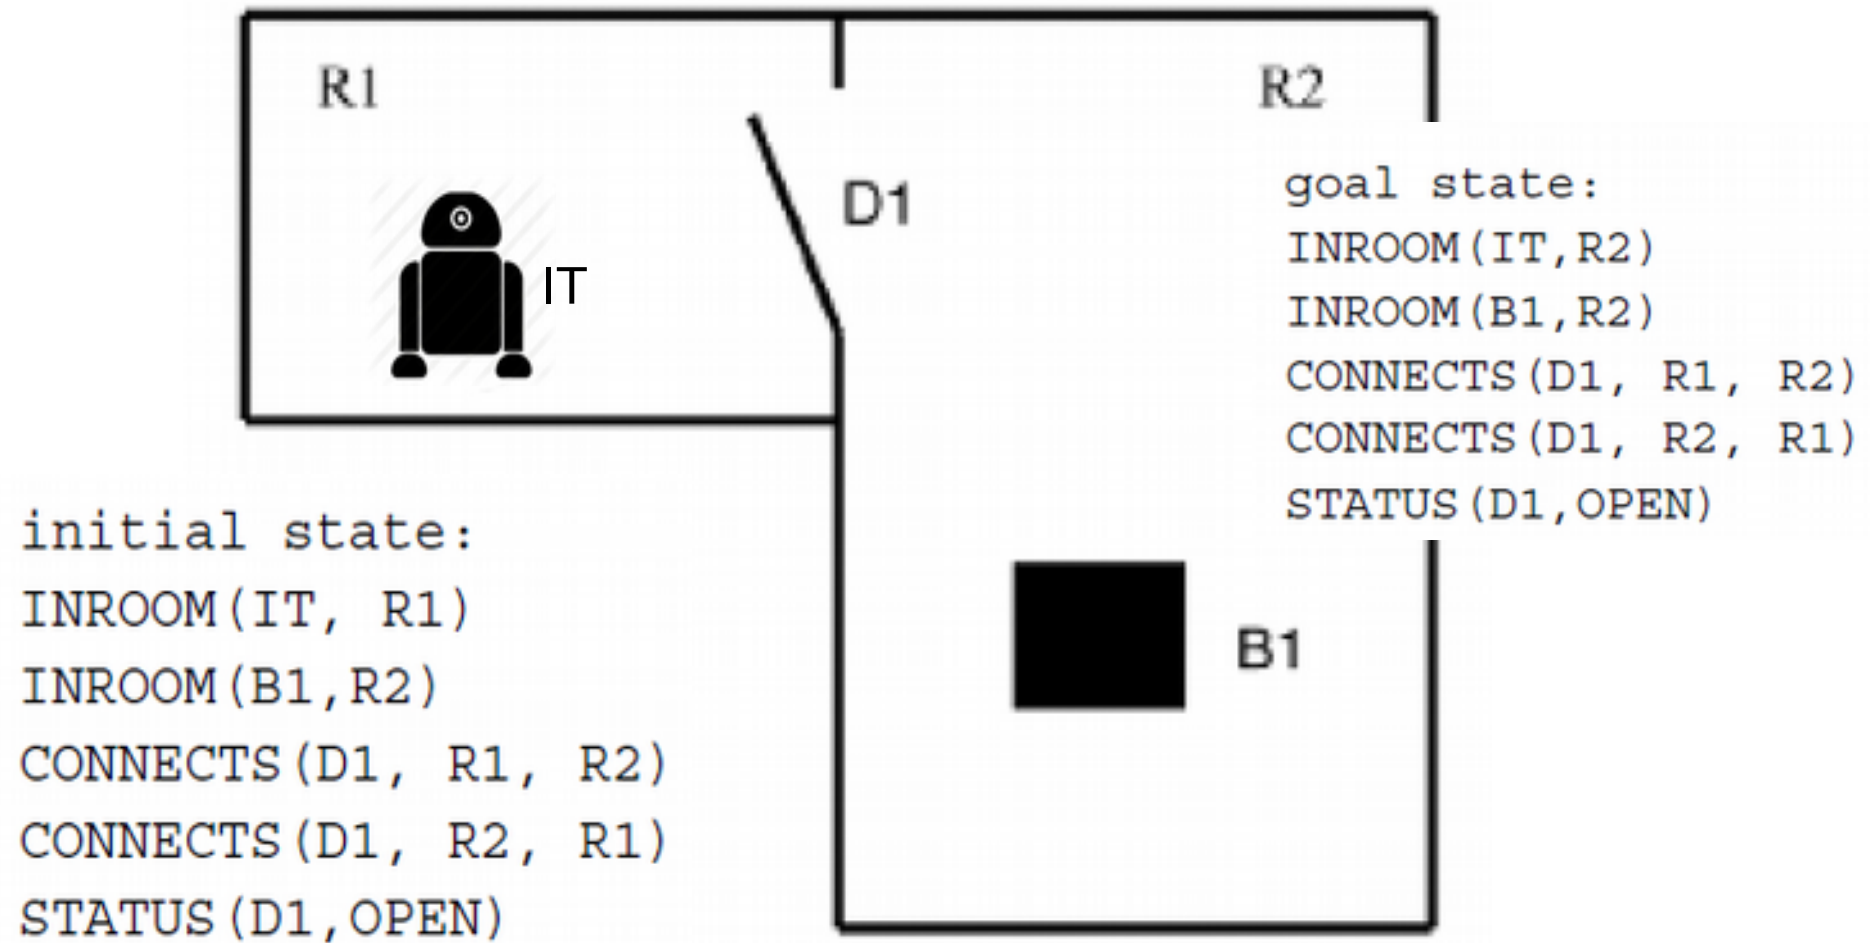 R1
R2
D1
IT
goal state:
INROOM(IT,R2)
INROOM(B1,R2)
CONNECTS(D1, R1, R2)
CONNECTS(D1, R2, R1)
STATUS(D1,OPEN)
initial state:
INROOM(IT, R1)
INROOM(B1,R2)
CONNECTS(D1, R1, R2)
CONNECTS(D1, R2, R1)
STATUS(D1,OPEN)
B1